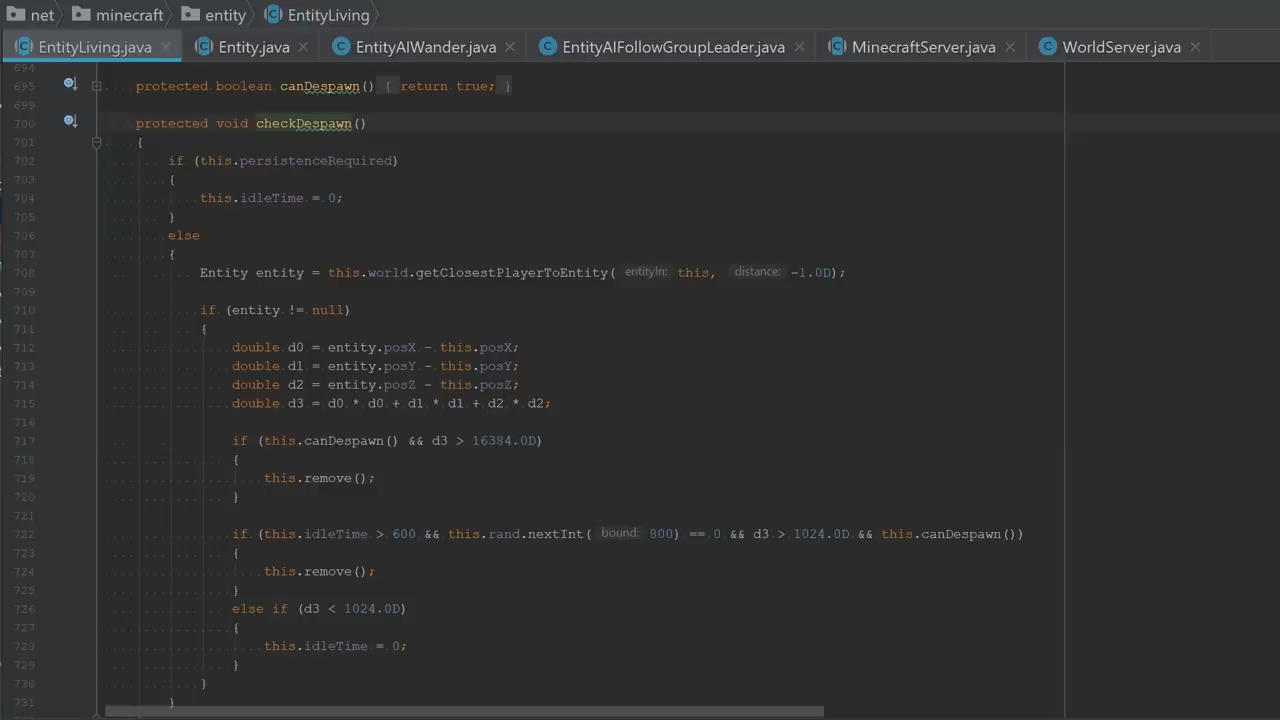 net minecraft entity EntityLiving
EntityLiving.java Entity.java EntityAIWander.java EntityAIFollowGroupLeader.java MinecraftServer.java WorldServer.java
694
695 protected boolean canDespawn() { return true; }
699
700 protected void checkDespawn()
701 {
702 if (this.persistenceRequired)
703 {
704 this.idleTime = 0;
705 }
706 else
707 {
708 Entity entity = this.world.getClosestPlayerToEntity( entityIn: this, distance: -1.0D);
709
710 if (entity != null)
711 {
712 double d0 = entity.posX - this.posX;
713 double d1 = entity.posY - this.posY;
714 double d2 = entity.posZ - this.posZ;
715 double d3 = d0 * d0 + d1 * d1 + d2 * d2;
716
717 if (this.canDespawn() && d3 > 16384.0D)
718 {
719 this.remove();
720 }
721
722 if (this.idleTime > 600 && this.rand.nextInt( bound: 800) == 0 && d3 > 1024.0D && this.canDespawn())
723 {
724 this.remove();
725 }
726 else if (d3 < 1024.0D)
727 {
728 this.idleTime = 0;
729 }
730 }
731 }